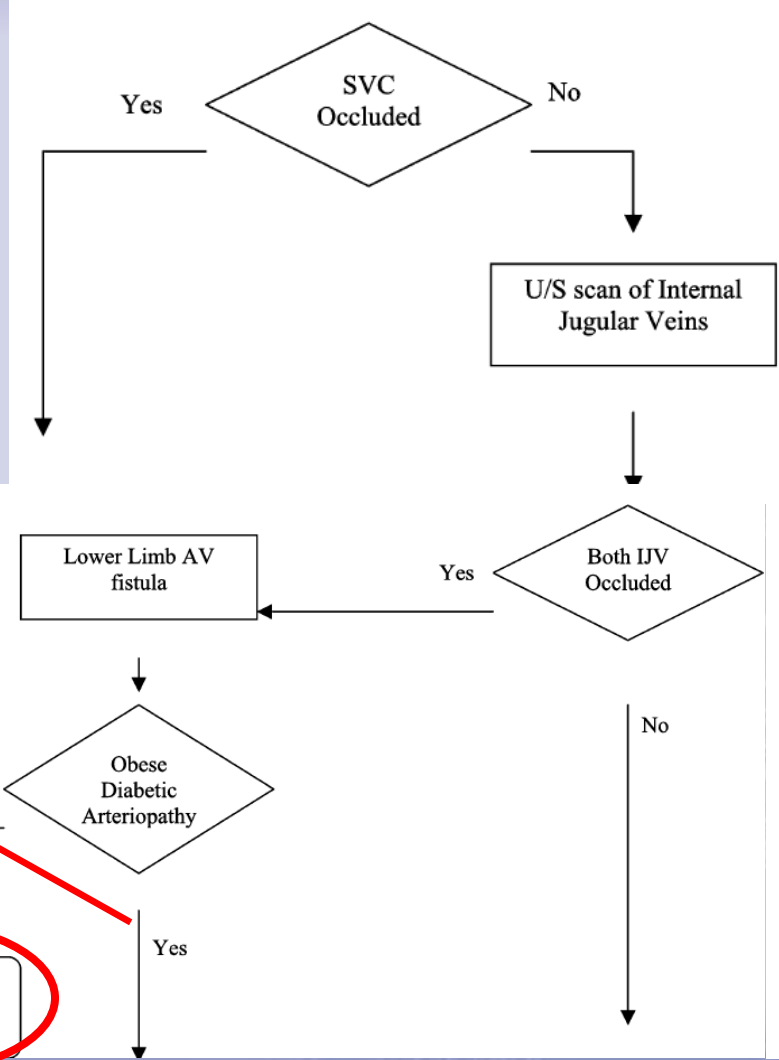 SVC
Occluded
Yes
No
U/S scan of Internal
Jugular Veins
Lower Limb AV
fistula
Yes
Both IJV
Occluded
No
Obese
Diabetic
Arteriopathy
Yes